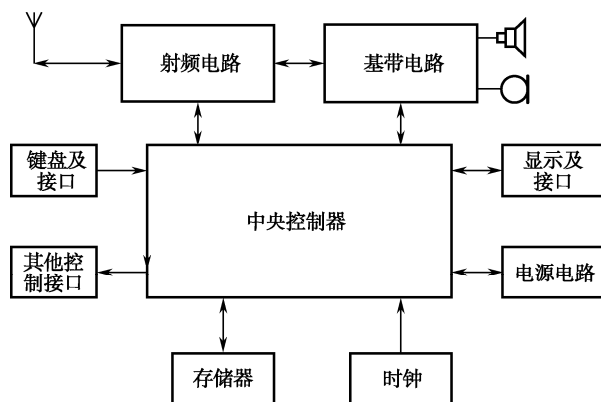 射频电路
基带电路
键盘及
接口
显示及
接口
中央控制器
其他控
制接口
电源电路
存储器
时钟